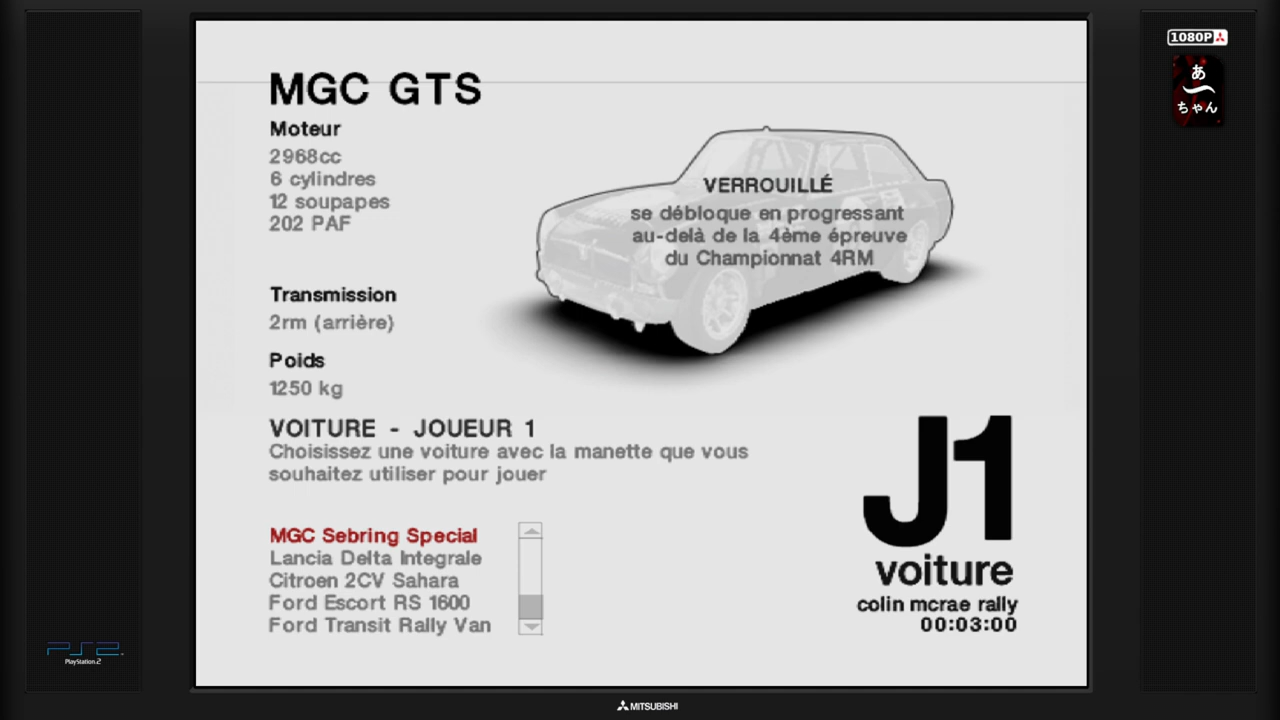 1080P
あ
ー
ちゃん
MGC GTS
Moteur
2968cc
6 cylindres
12 soupapes
202 PAF
VERROUILLÉ
se débloque en progressant
au-delà de la 4ème épreuve
du Championnat 4RM
Transmission
2rm (arrière)
Poids
1250 kg
VOITURE - JOUEUR 1
Choisissez une voiture avec la manette que vous
souhaitez utiliser pour jouer
MGC Sebring Special
Lancia Delta Integrale
Citroen 2CV Sahara
Ford Escort RS 1600
Ford Transit Rally Van
J1
voiture
colin mcrae rally
00:03:00
PS2
PlayStation.2
MITSUBISHI